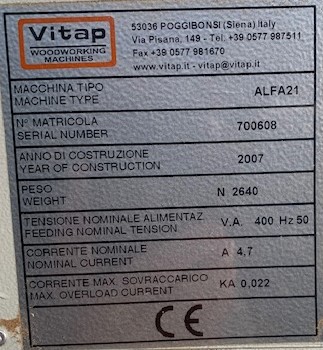 Vitap
WOODWORKING
MACHINES
53036 POGGIBONSI (Siena) Italy
Via Pisana, 149 - Tel. +39 0577 987511
Fax +39 0577 981670
www.vitap.it - vitap@vitap.it
MACCHINA TIPO
MACHINE TYPE
ALFA21
N° MATRICOLA
SERIAL NUMBER
700608
ANNO DI COSTRUZIONE
YEAR OF CONSTRUCTION
2007
PESO
WEIGHT
N 2640
TENSIONE NOMINALE ALIMENTAZ
FEEDING NOMINAL TENSION
V.A. 400 Hz 50
CORRENTE NOMINALE
NOMINAL CURRENT
A 4,7
CORRENTE MAX. SOVRACCARICO
MAX. OVERLOAD CURRENT
KA 0,022
CE